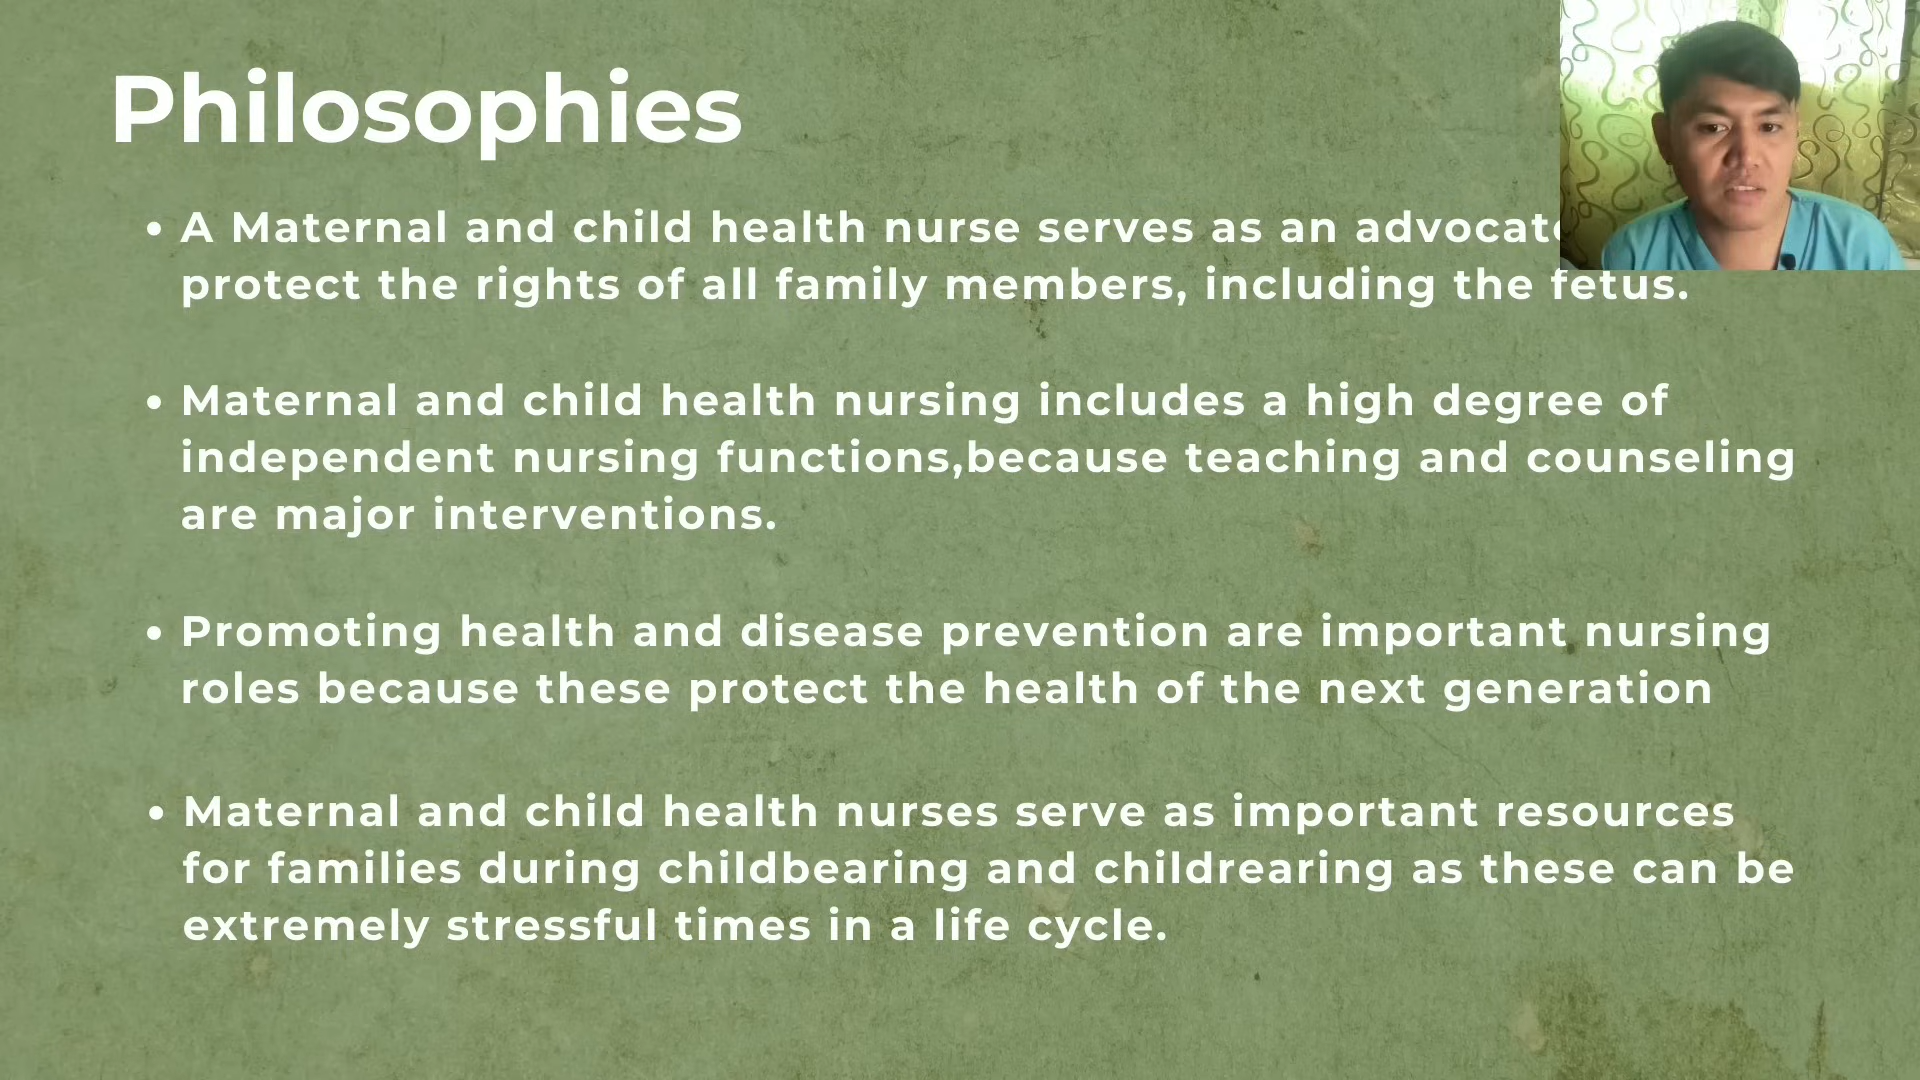 Philosophies
• A Maternal and child health nurse serves as an
protect the rights of all family members, including the fetus.
• Maternal and child health nursing includes a high degree of
independent nursing functions,because teaching and counseling
are major interventions.
• Promoting health and disease prevention are important nursing
roles because these protect the health of the next generation
• Maternal and child health nurses serve as important resources
for families during childbearing and childrearing as these can be
extremely stressful times in a life cycle.